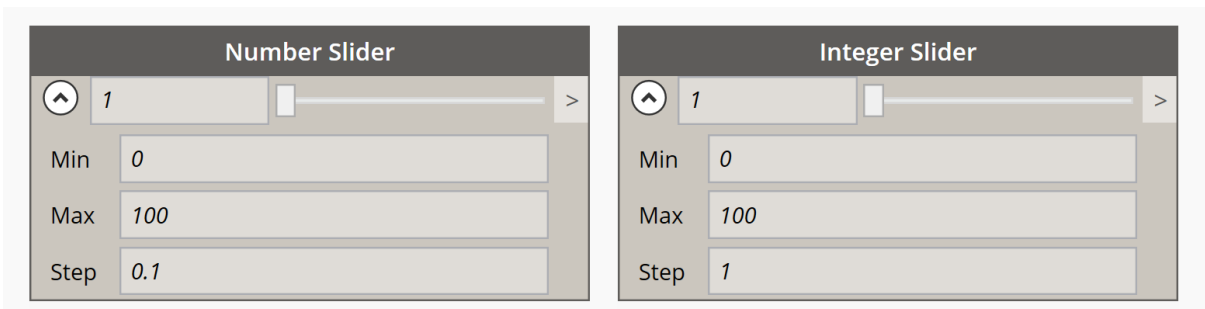 Number Slider
1 >
Min 0
Max 100
Step 0.1
Integer Slider
1 >
Min 0
Max 100
Step 1